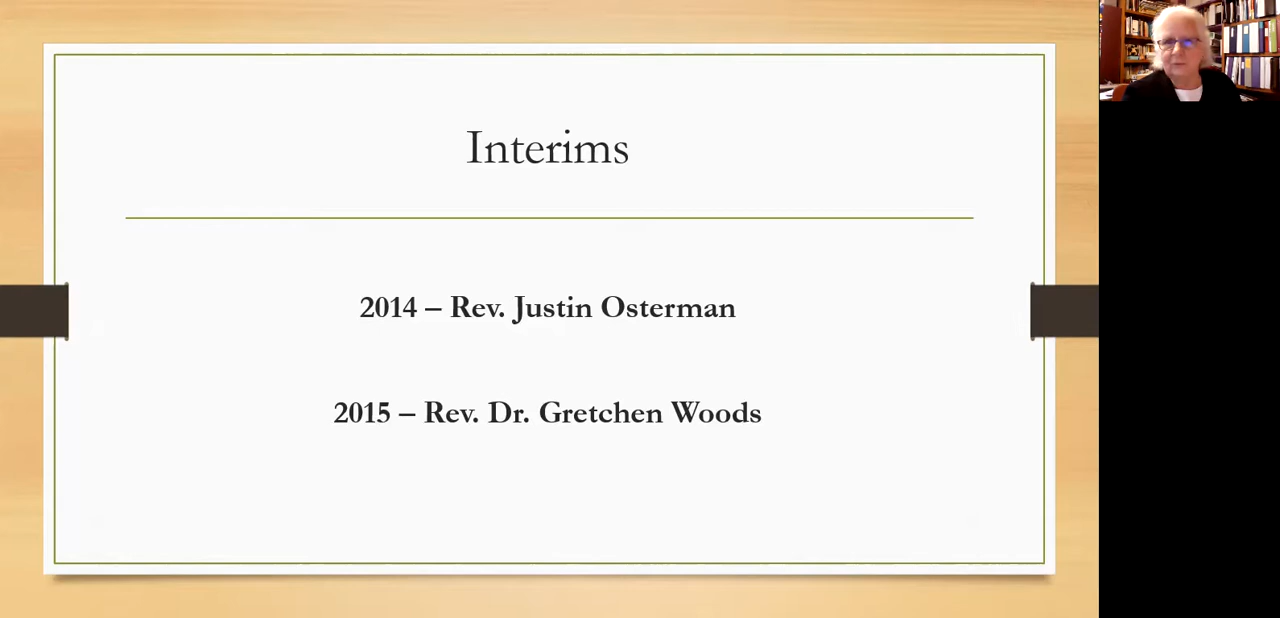 Interims
2014 – Rev. Justin Osterman
2015 – Rev. Dr. Gretchen Woods